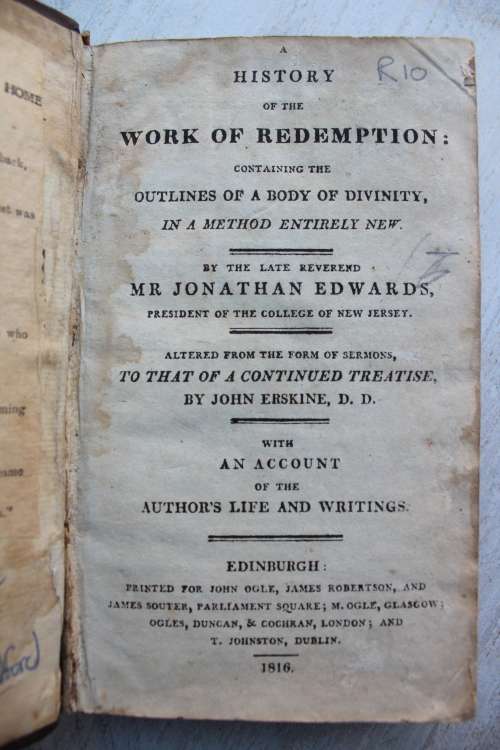 HOME
back,
who
A
HISTORY
R10
OF THE
WORK OF REDEMPTION:
CONTAINING THE
OUTLINES OF A BODY OF DIVINITY,
IN A METHOD ENTIRELY NEW.
BY THE LATE REVEREND
MR JONATHAN EDWARDS,
PRESIDENT OF THE COLLEGE OF NEW JERSEY.
ALTERED FROM THE FORM OF SERMONS,
TO THAT OF A CONTINUED TREATISE,
BY JOHN ERSKINE, D. D.
WITH
AN ACCOUNT
OF THE
AUTHOR'S LIFE AND WRITINGS.
EDINBURGH:
PRINTED FOR JOHN OGLE, JAMES ROBERTSON, AND
JAMES SOUTER, PARLIAMENT SQUARE; M. OGLE, GLASGOW;
OGLES, DUNCAN, & COCHRAN, LONDON; AND
T. JOHNSTON, DUBLIN.
1816.